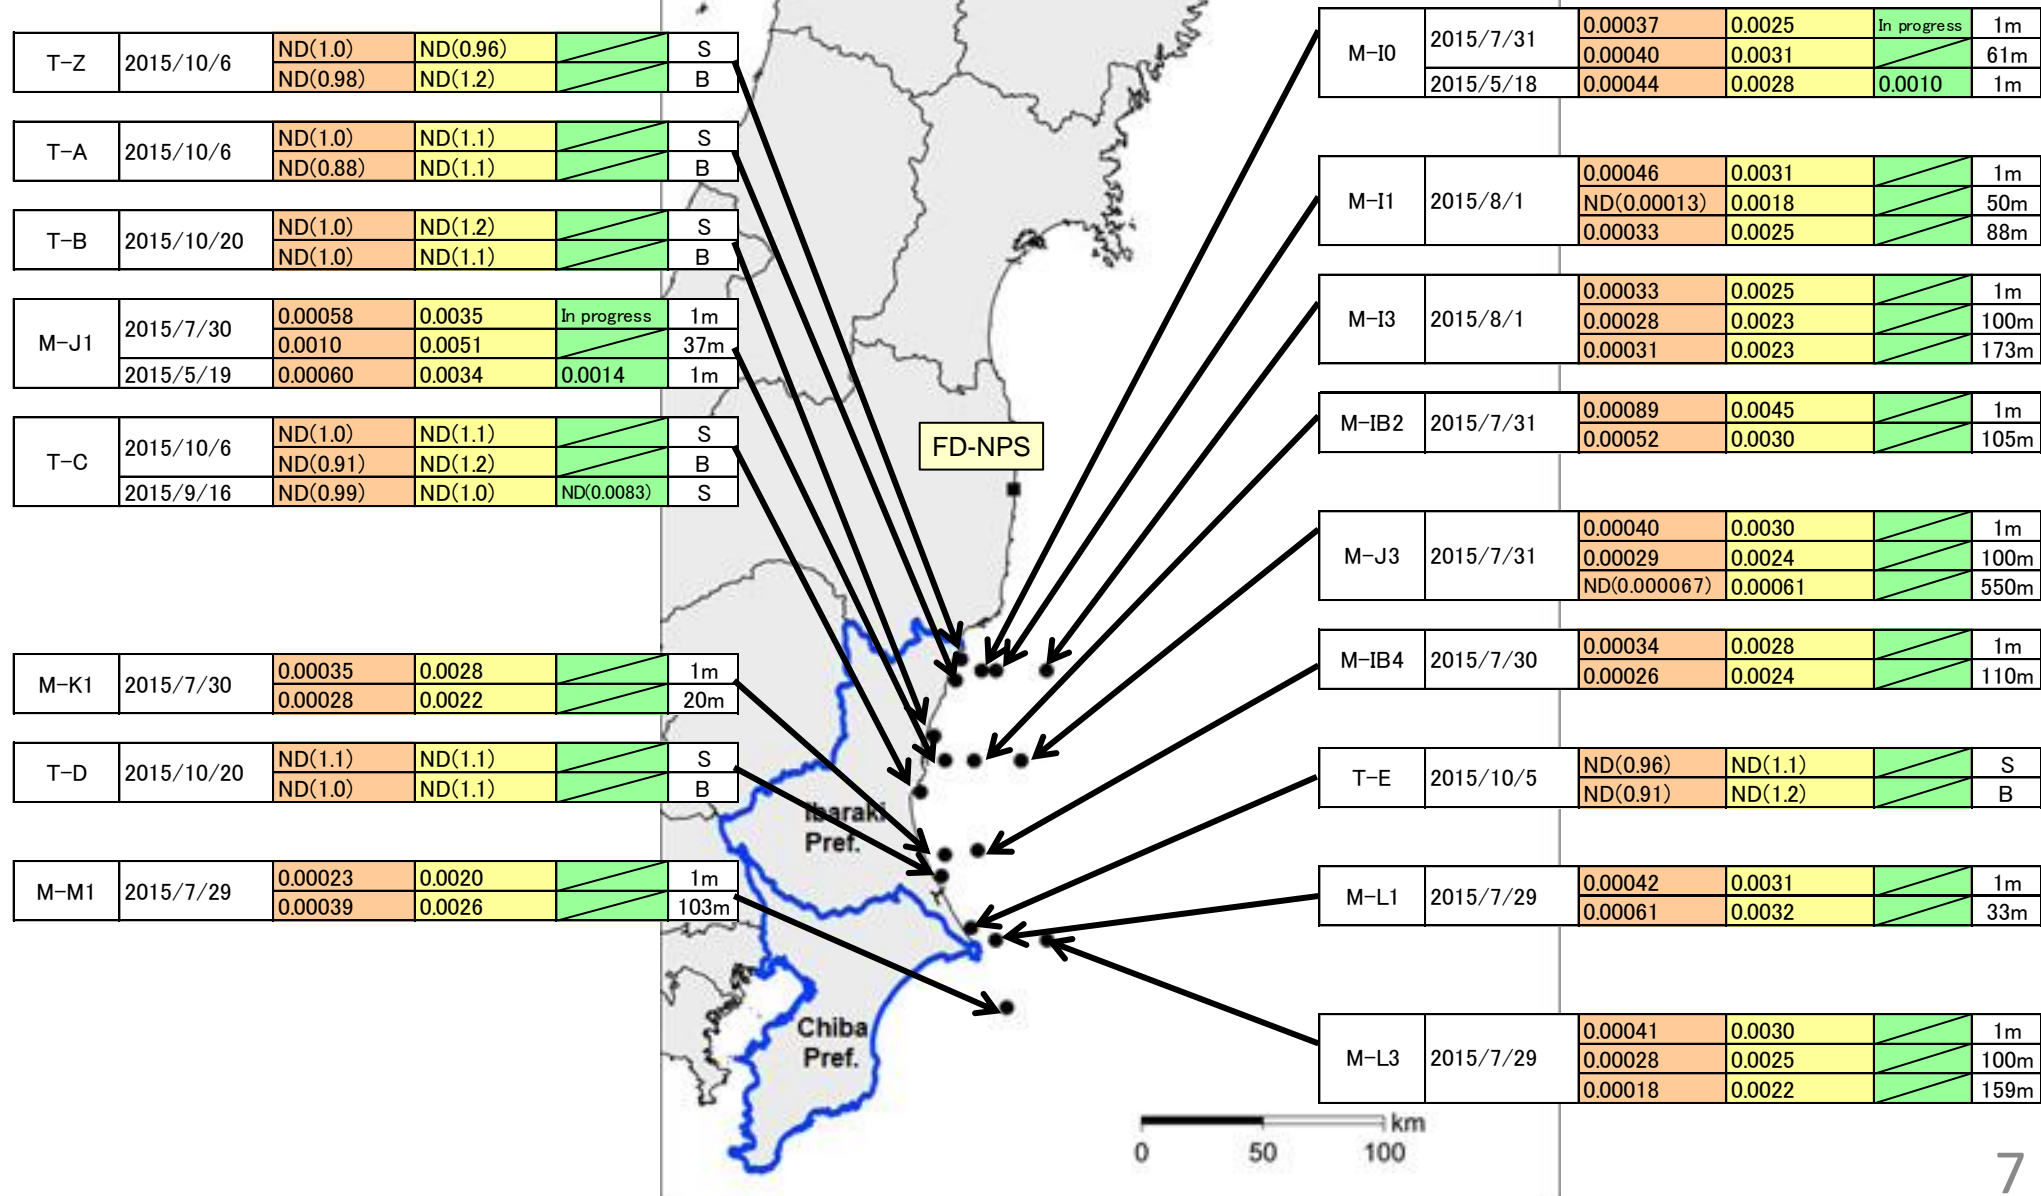 T-Z 2015/10/6 ND(1.0) ND(0.96) S
ND(0.98) ND(1.2) B
T-A 2015/10/6 ND(1.0) ND(1.1) S
ND(0.88) ND(1.1) B
T-B 2015/10/20 ND(1.0) ND(1.2) S
ND(1.0) ND(1.1) B
M-J1 2015/7/30 0.00058 0.0035 In progress 1m
0.0010 0.0051 37m
2015/5/19 0.00060 0.0034 0.0014 1m
T-C 2015/10/6 ND(1.0) ND(1.1) S
ND(0.91) ND(1.2) B
2015/9/16 ND(0.99) ND(1.0) ND(0.0083) S
M-K1 2015/7/30 0.00035 0.0028 1m
0.00028 0.0022 20m
T-D 2015/10/20 ND(1.1) ND(1.1) S
ND(1.0) ND(1.1) B
M-M1 2015/7/29 0.00023 0.0020 1m
0.00039 0.0026 103m
FD-NPS
Ibaraki
Pref.
Chiba
Pref.
km
0 50 100
M-I0 2015/7/31 0.00037 0.0025 In progress 1m
0.00040 0.0031 61m
2015/5/18 0.00044 0.0028 0.0010 1m
M-I1 2015/8/1 0.00046 0.0031 1m
ND(0.00013) 0.0018 50m
0.00033 0.0025 88m
M-I3 2015/8/1 0.00033 0.0025 1m
0.00028 0.0023 100m
0.00031 0.0023 173m
M-IB2 2015/7/31 0.00089 0.0045 1m
0.00052 0.0030 105m
M-J3 2015/7/31 0.00040 0.0030 1m
0.00029 0.0024 100m
ND(0.000067) 0.00061 550m
M-IB4 2015/7/30 0.00034 0.0028 1m
0.00026 0.0024 110m
T-E 2015/10/5 ND(0.96) ND(1.1) S
ND(0.91) ND(1.2) B
M-L1 2015/7/29 0.00042 0.0031 1m
0.00061 0.0032 33m
M-L3 2015/7/29 0.00041 0.0030 1m
0.00028 0.0025 100m
0.00018 0.0022 159m
7